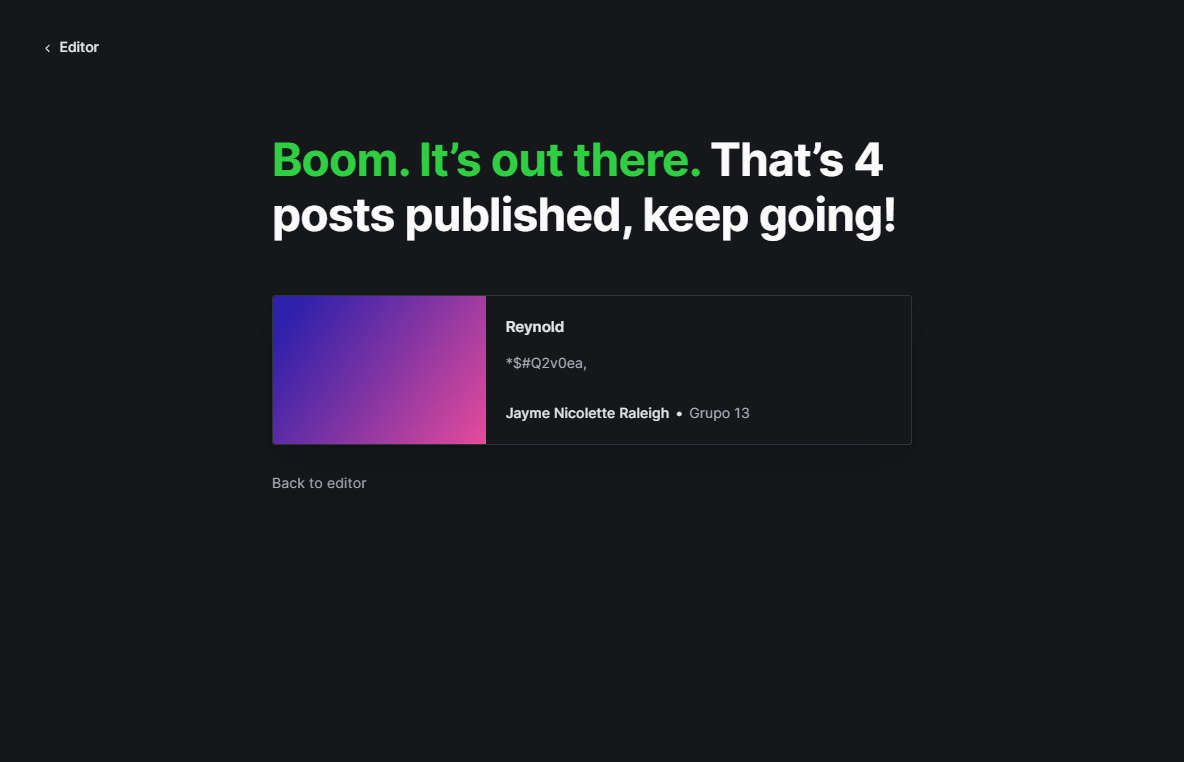 Editor
Boom. It’s out there. That’s 4
posts published, keep going!
Reynold
*$#Q2v0ea,
Jayme Nicolette Raleigh • Grupo 13
Back to editor